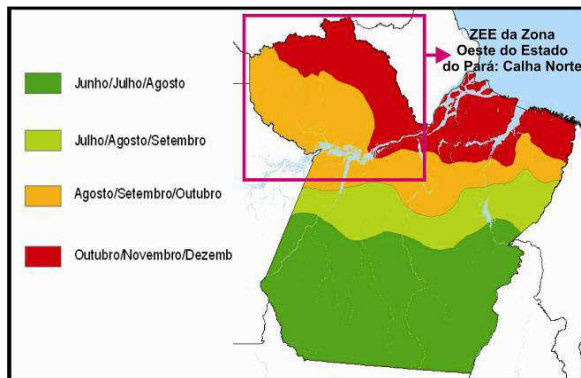 ZEE da Zona
Oeste do Estado
do Pará: Calha Norte
Junho/Julho/Agosto
Julho/Agosto/Setembro
Agosto/Setembro/Outubro
Outubro/Novembro/Dezemb